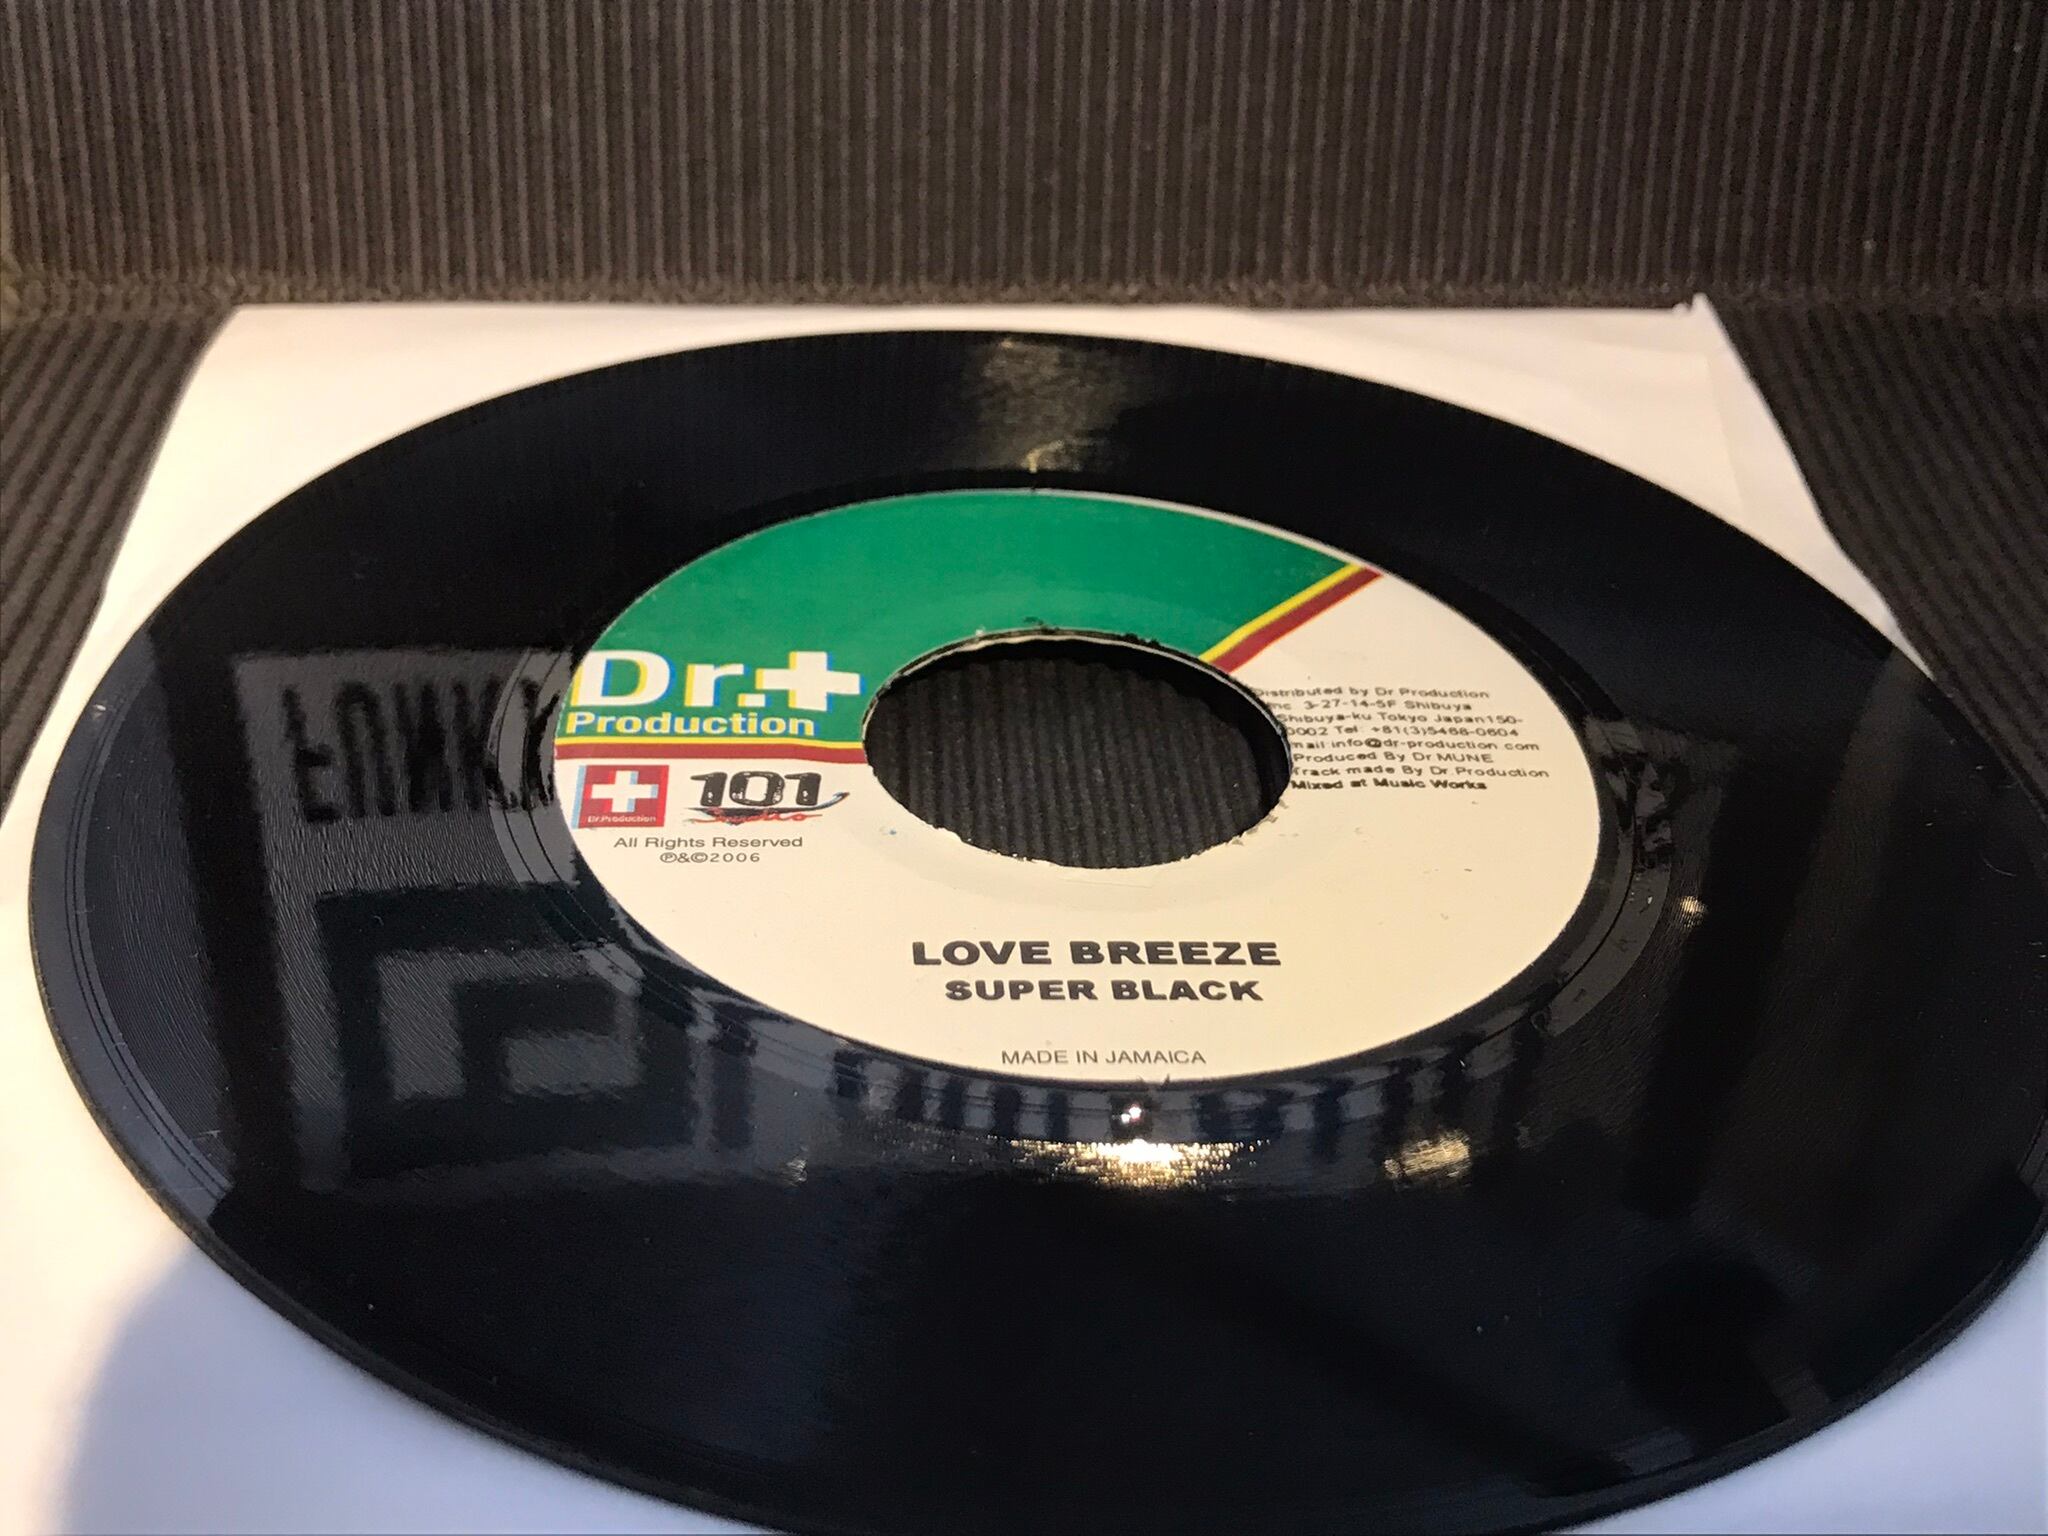 Dr.+
Production
Dr.Production
101
Studio
All Rights Reserved
℗&©2006
Distributed by Dr.Production
3-27-14-5F Shibuya
Shibuya-ku Tokyo Japan150-
0002 Tel: +81(3)5468-0604
mail:info@dr-production.com
Produced By Dr MUNE
Track made By Dr.Production
Mixed at Music Works
LOVE BREEZE
SUPER BLACK
MADE IN JAMAICA